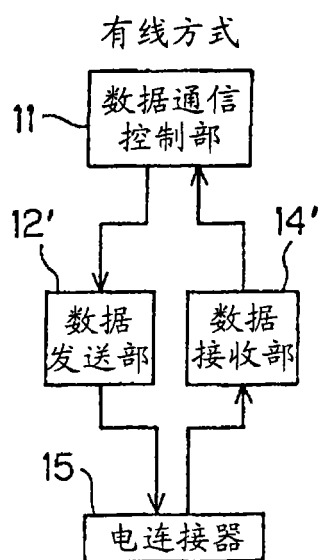 有线方式
11
数据通信
控制部
12'
14'
数据
发送部
数据
接收部
15
电连接器